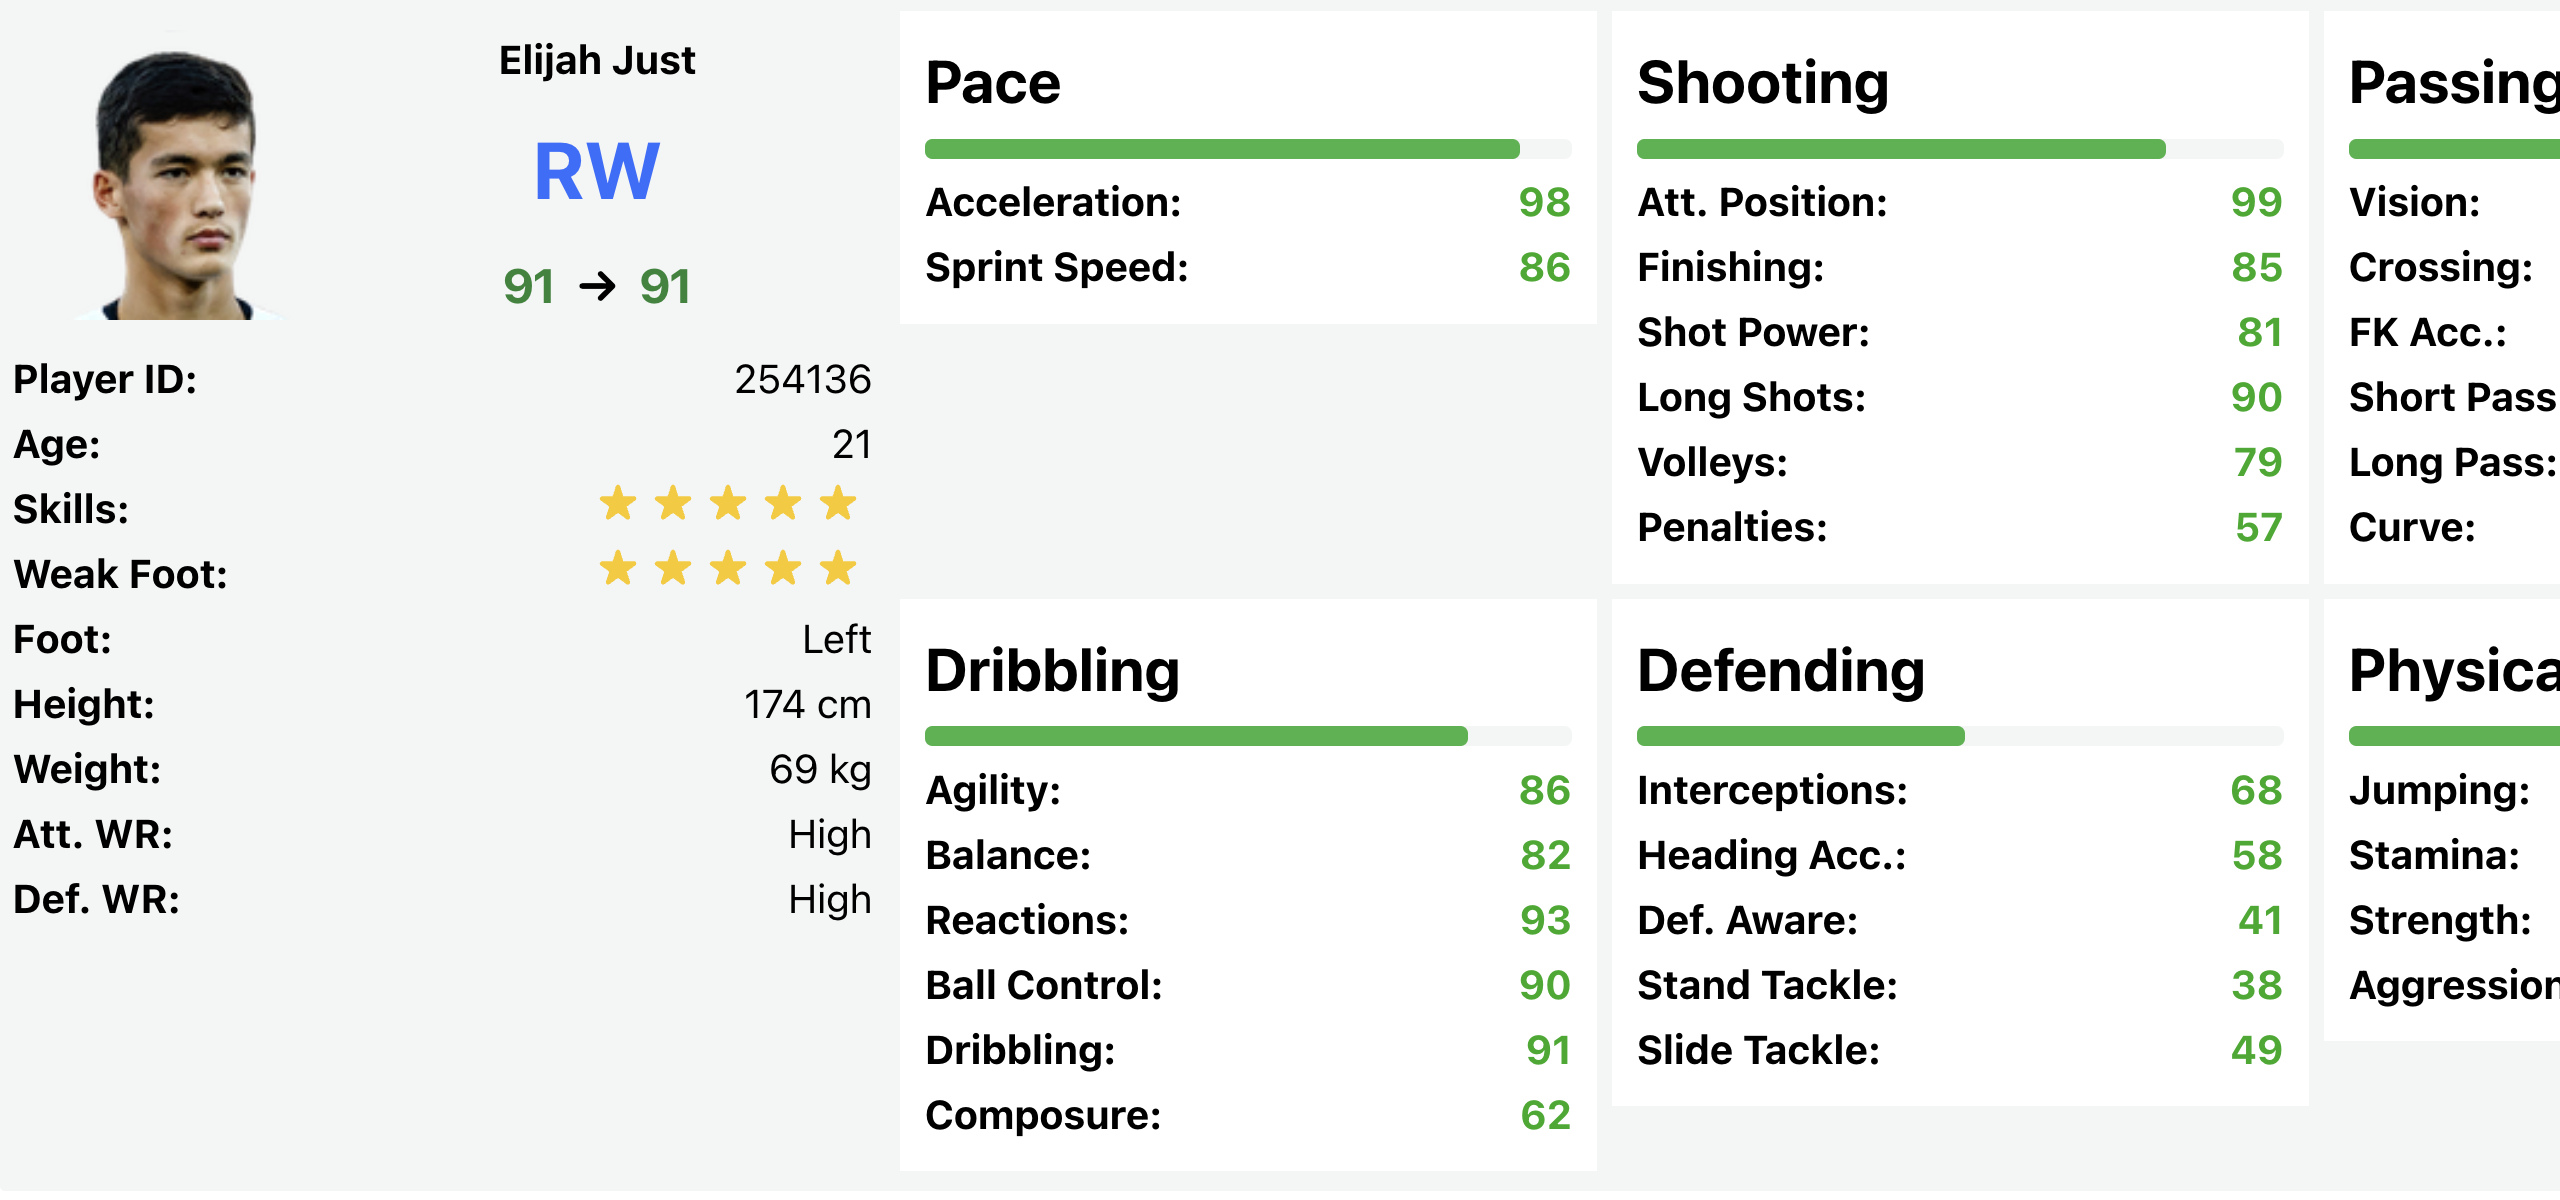 Elijah Just
RW
91 → 91
Player ID: 254136
Age: 21
Skills:
Weak Foot:
Foot: Left
Height: 174 cm
Weight: 69 kg
Att. WR: High
Def. WR: High
Pace
Acceleration: 98
Sprint Speed: 86
Shooting
Att. Position: 99
Finishing: 85
Shot Power: 81
Long Shots: 90
Volleys: 79
Penalties: 57
Passing
Vision:
Crossing:
FK Acc.:
Short Pass
Long Pass:
Curve:
Dribbling
Agility: 86
Balance: 82
Reactions: 93
Ball Control: 90
Dribbling: 91
Composure: 62
Defending
Interceptions: 68
Heading Acc.: 58
Def. Aware: 41
Stand Tackle: 38
Slide Tackle: 49
Physica
Jumping:
Stamina:
Strength:
Aggression